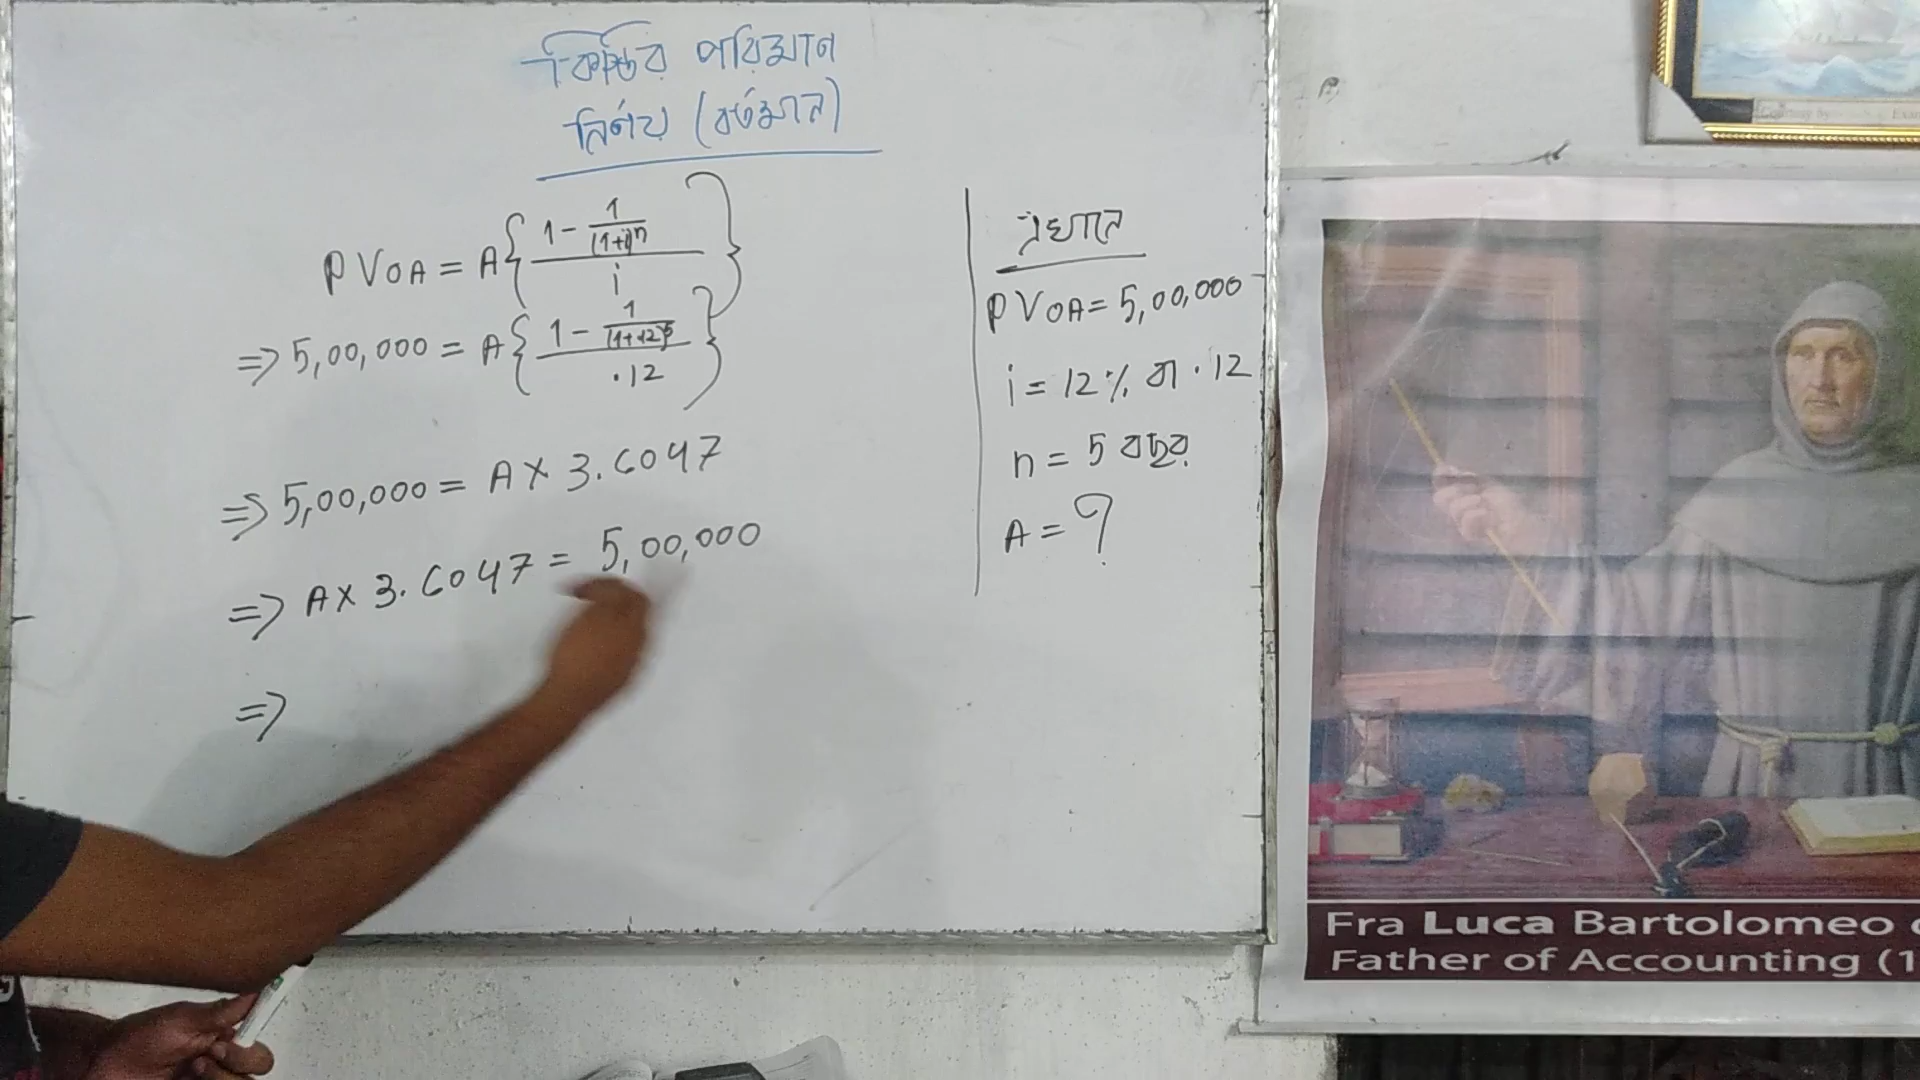 কিস্তির পরিমান
নির্ণয় (বর্তমান)
PVOA = A{(1 - 1/(1+i)^n)/i}
=> 5,00,000 = A{(1 - 1/(1+.12)^5)/.12}
=> 5,00,000 = A X 3.6047
=> A X 3.6047 = 5,00,000
=>
এখানে
PVOA = 5,00,000
i = 12% বা .12
n = 5 বছর
A = ?
Fra Luca Bartolomeo
Father of Accounting (1